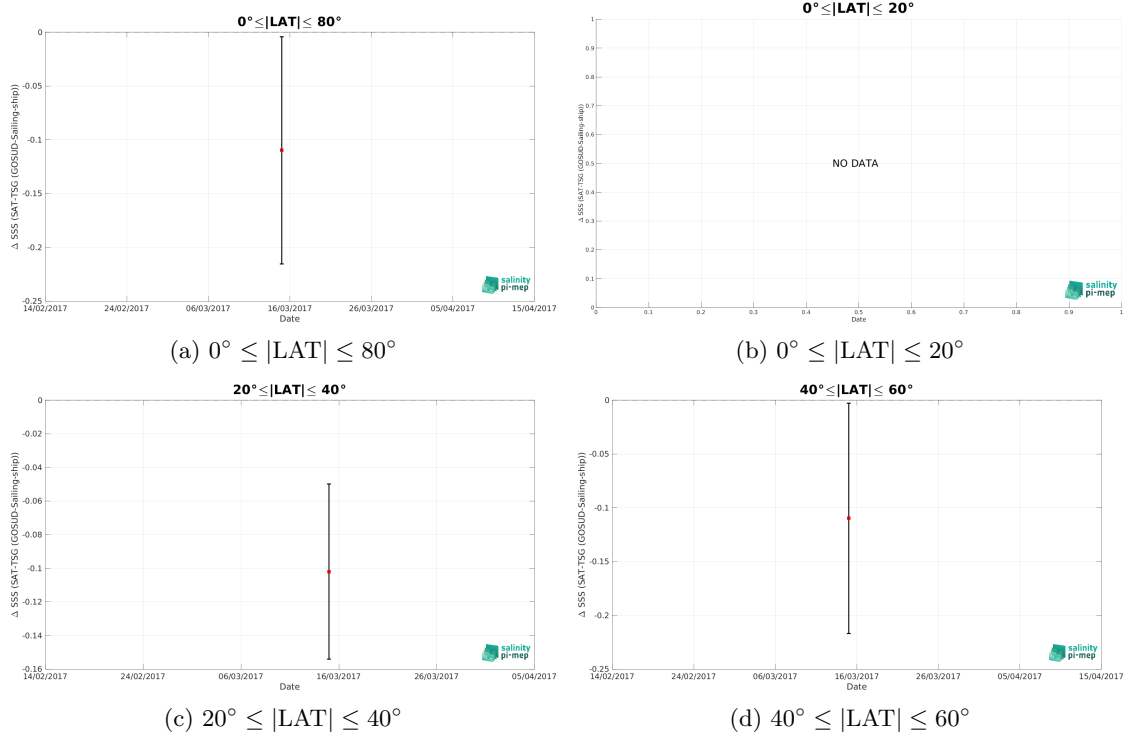 0°≤|LAT|≤ 80°
0
-0.05
-0.1
-0.15
-0.2
-0.25
Δ SSS (SAT-TSG (GOSUD-Sailing-ship))
14/02/2017 24/02/2017 06/03/2017 16/03/2017 26/03/2017 05/04/2017 15/04/2017
Date
salinity
pi-mep
(a) 0° ≤ |LAT| ≤ 80°
0°≤|LAT|≤ 20°
1
0.9
0.8
0.7
0.6
0.5
0.4
0.3
0.2
0.1
0
Δ SSS (SAT-TSG (GOSUD-Sailing-ship))
NO DATA
0 0.1 0.2 0.3 0.4 0.5 0.6 0.7 0.8 0.9 1
Date
salinity
pi-mep
(b) 0° ≤ |LAT| ≤ 20°
20°≤|LAT|≤ 40°
0
-0.02
-0.04
-0.06
-0.08
-0.1
-0.12
-0.14
-0.16
Δ SSS (SAT-TSG (GOSUD-Sailing-ship))
14/02/2017 24/02/2017 06/03/2017 16/03/2017 26/03/2017 05/04/2017
Date
salinity
pi-mep
(c) 20° ≤ |LAT| ≤ 40°
40°≤|LAT|≤ 60°
0
-0.05
-0.1
-0.15
-0.2
-0.25
Δ SSS (SAT-TSG (GOSUD-Sailing-ship))
14/02/2017 24/02/2017 06/03/2017 16/03/2017 26/03/2017 05/04/2017 15/04/2017
Date
salinity
pi-mep
(d) 40° ≤ |LAT| ≤ 60°